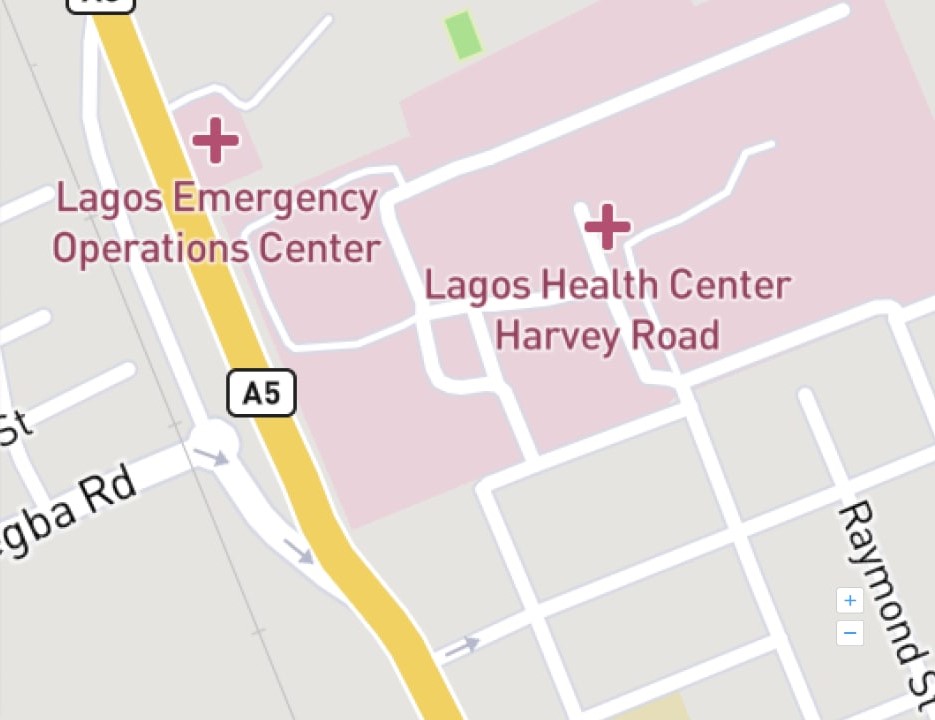 Lagos Emergency
Operations Center
Lagos Health Center
Harvey Road
A5
St
gba Rd
Raymond St
+
−